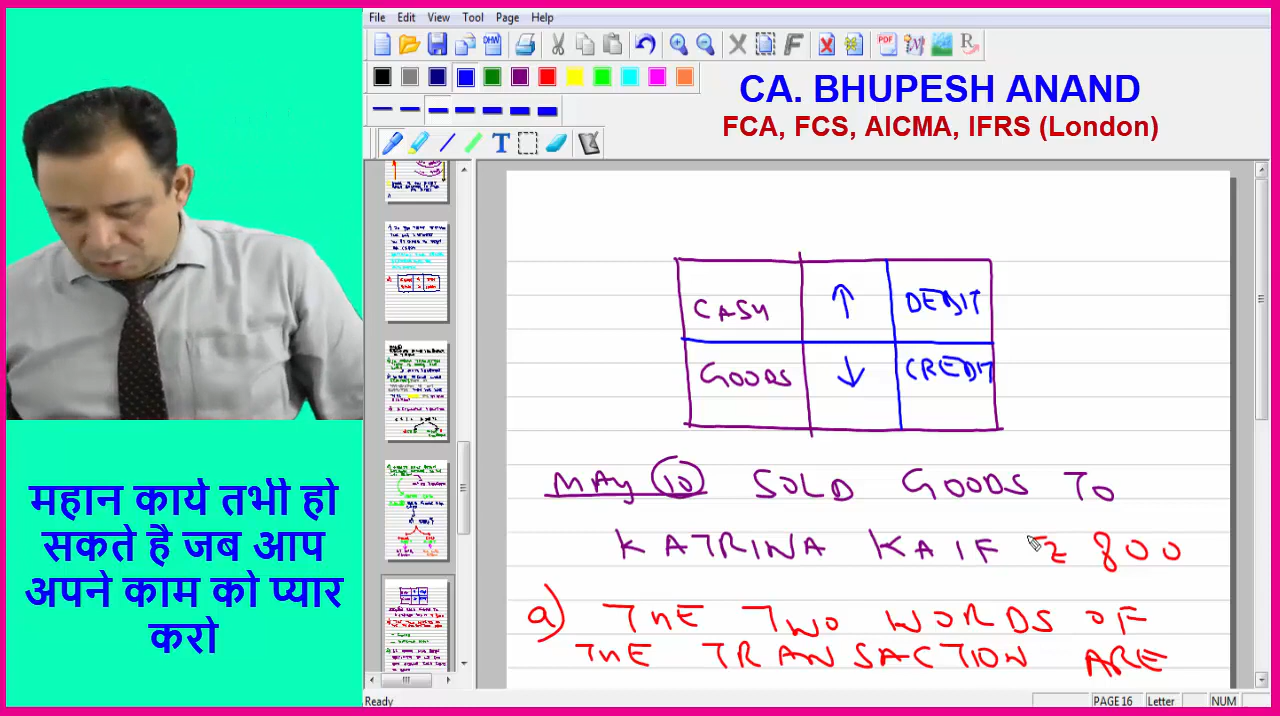 File Edit View Tool Page Help
CA. BHUPESH ANAND
FCA, FCS, AICMA, IFRS (London)
CASH ↑ DEBIT
GOODS ↓ CREDIT
MAY 10 SOLD GOODS TO
KATRINA KAIF 800
a) THE TWO WORDS OF
THE TRANSACTION ARE
महान कार्य तभी हो
सकते है जब आप
अपने काम को प्यार
करो
Ready PAGE 16 Letter NUM